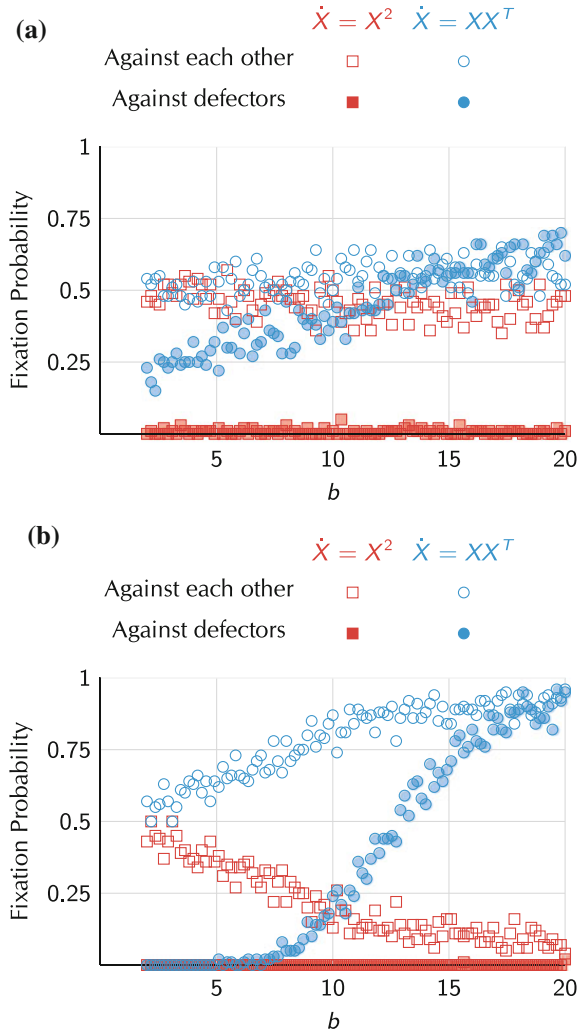 (a)
Ẋ = X² Ẋ = XXᵀ
Against each other
Against defectors
1
0.75
0.5
0.25
Fixation Probability
5 10 15 20
b
(b)
Ẋ = X² Ẋ = XXᵀ
Against each other
Against defectors
1
0.75
0.5
0.25
Fixation Probability
5 10 15 20
b